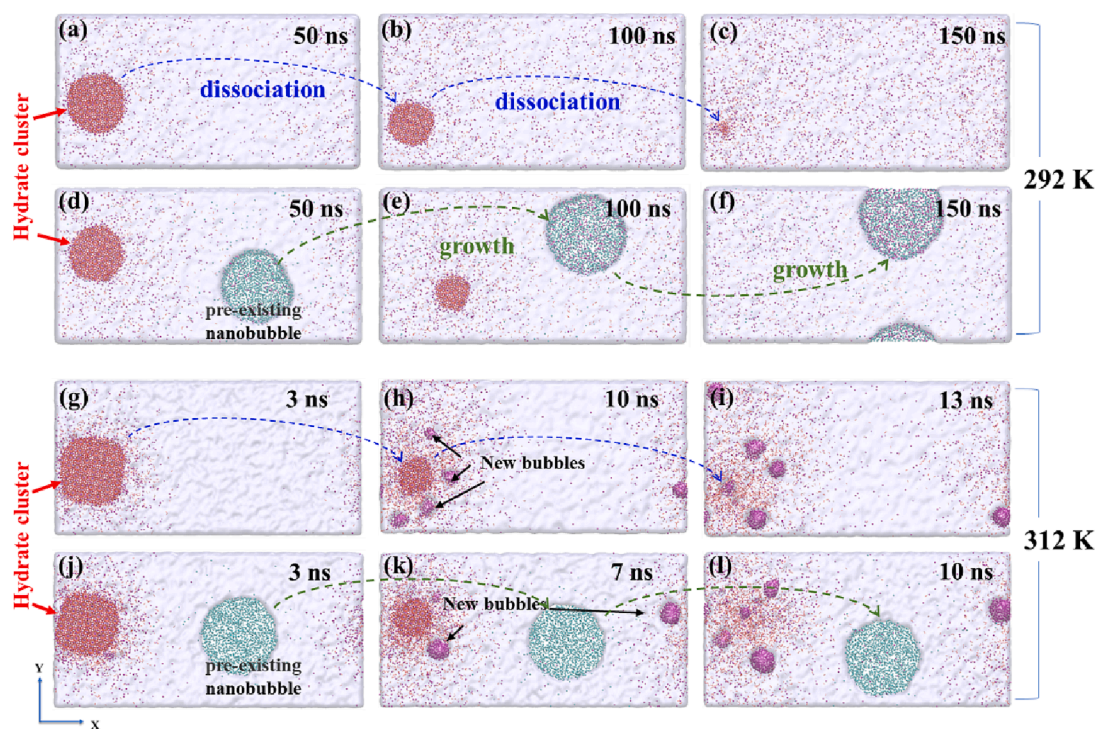 (a) 50 ns
(b) 100 ns
(c) 150 ns
dissociation
dissociation
Hydrate cluster
292 K
(d) 50 ns
(e) 100 ns
(f) 150 ns
growth
growth
pre-existing
nanobubble
(g) 3 ns
(h) 10 ns
(i) 13 ns
New bubbles
Hydrate cluster
312 K
(j) 3 ns
(k) 7 ns
(l) 10 ns
New bubbles
pre-existing
nanobubble
Y
X